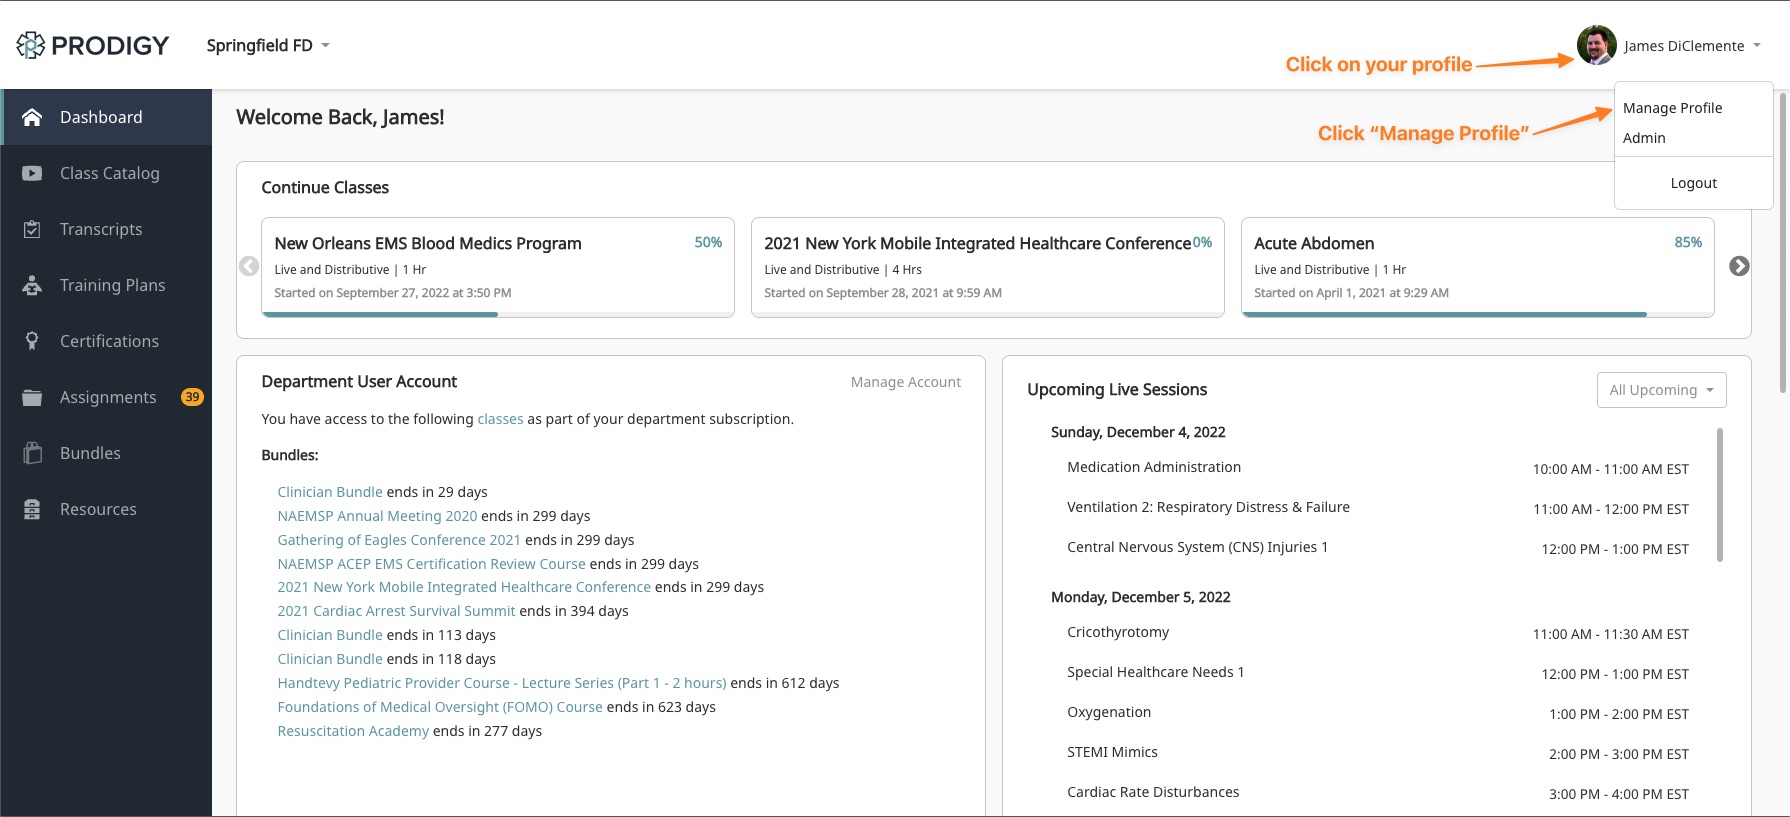 PRODIGY
Springfield FD
James DiClemente
Click on your profile
Manage Profile
Click “Manage Profile”
Admin
Logout
Dashboard
Class Catalog
Transcripts
Training Plans
Certifications
Assignments 39
Bundles
Resources
Welcome Back, James!
Continue Classes
New Orleans EMS Blood Medics Program 50%
Live and Distributive | 1 Hr
Started on September 27, 2022 at 3:50 PM
2021 New York Mobile Integrated Healthcare Conference 0%
Live and Distributive | 4 Hrs
Started on September 28, 2021 at 9:59 AM
Acute Abdomen 85%
Live and Distributive | 1 Hr
Started on April 1, 2021 at 9:29 AM
Department User Account Manage Account
You have access to the following classes as part of your department subscription.
Bundles:
Clinician Bundle ends in 29 days
NAEMSP Annual Meeting 2020 ends in 299 days
Gathering of Eagles Conference 2021 ends in 299 days
NAEMSP ACEP EMS Certification Review Course ends in 299 days
2021 New York Mobile Integrated Healthcare Conference ends in 299 days
2021 Cardiac Arrest Survival Summit ends in 394 days
Clinician Bundle ends in 113 days
Clinician Bundle ends in 118 days
Handtevy Pediatric Provider Course - Lecture Series (Part 1 - 2 hours) ends in 612 days
Foundations of Medical Oversight (FOMO) Course ends in 623 days
Resuscitation Academy ends in 277 days
Upcoming Live Sessions All Upcoming
Sunday, December 4, 2022
Medication Administration 10:00 AM - 11:00 AM EST
Ventilation 2: Respiratory Distress & Failure 11:00 AM - 12:00 PM EST
Central Nervous System (CNS) Injuries 1 12:00 PM - 1:00 PM EST
Monday, December 5, 2022
Cricothyrotomy 11:00 AM - 11:30 AM EST
Special Healthcare Needs 1 12:00 PM - 1:00 PM EST
Oxygenation 1:00 PM - 2:00 PM EST
STEMI Mimics 2:00 PM - 3:00 PM EST
Cardiac Rate Disturbances 3:00 PM - 4:00 PM EST